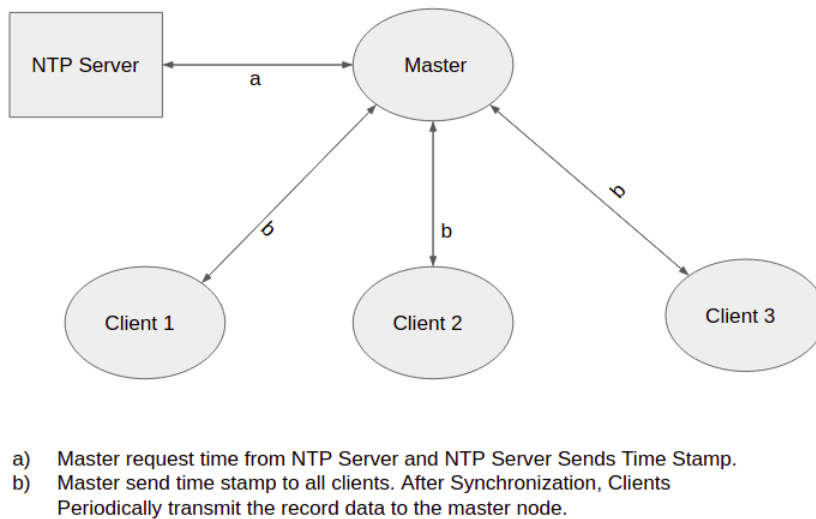 NTP Server
Master
a
b
b
b
Client 1
Client 2
Client 3
a) Master request time from NTP Server and NTP Server Sends Time Stamp.
b) Master send time stamp to all clients. After Synchronization, Clients
Periodically transmit the record data to the master node.